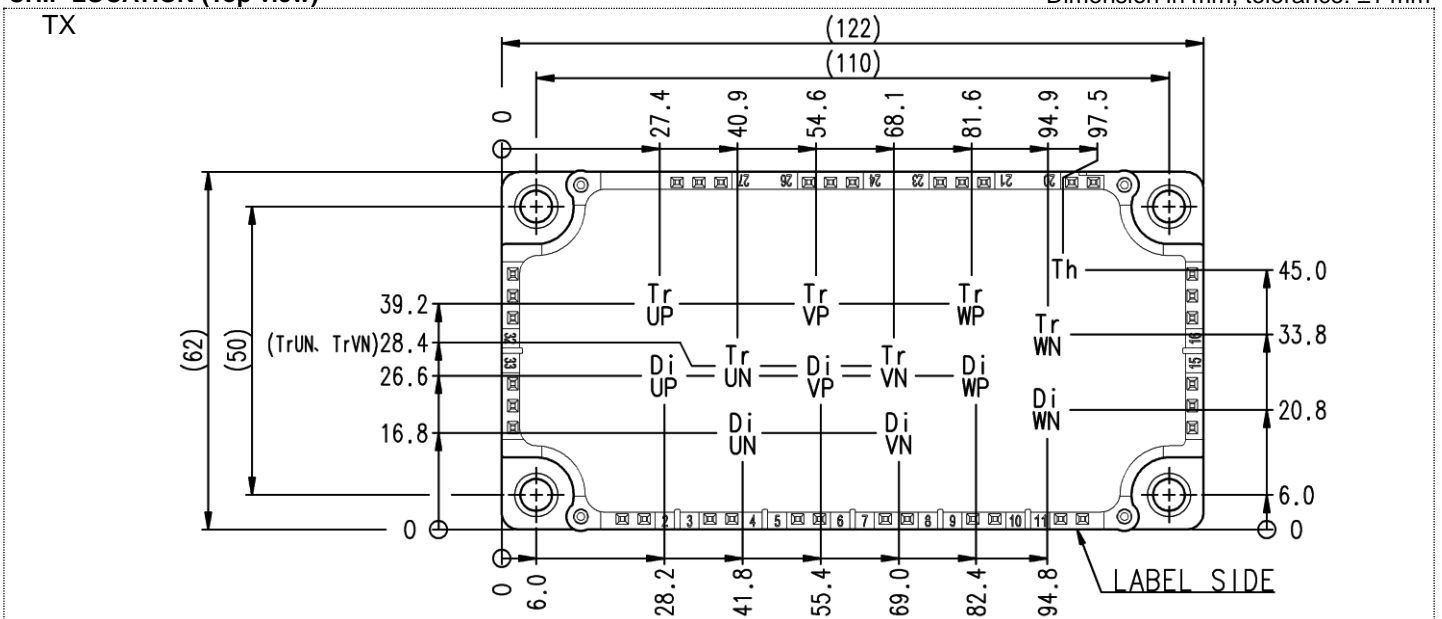 CHIP LOCATION (Top view) Dimension in mm, tolerance: ±1 mm
TX
(122)
(110)
0 27.4 40.9 54.6 68.1 81.6 94.9 97.5
27 26 24 23 21 20
Th 45.0
39.2 Tr UP Tr VP Tr WP
Tr WN 33.8
(62) (50) (TrUN、TrVN)28.4
34 16
33 15
26.6 Di UP Tr UN Di VP Tr VN Di WP
Di WN 20.8
16.8 Di UN Di VN
6.0
0 2 3 4 5 6 7 8 9 10 11 0
0 6.0 28.2 41.8 55.4 69.0 82.4 94.8
LABEL SIDE